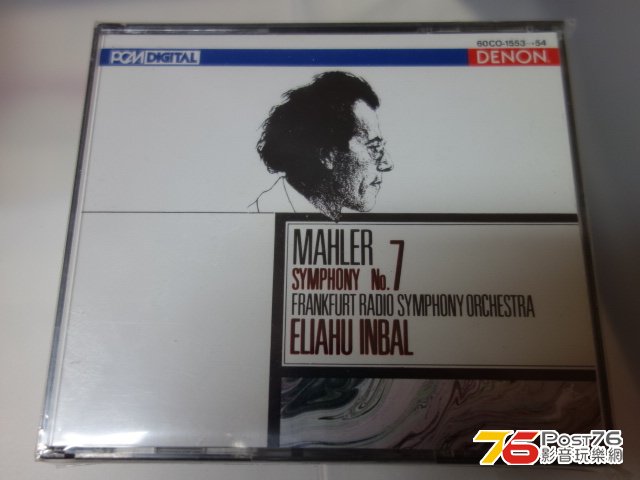 60CO-1553→54
PCM DIGITAL
DENON
MAHLER
SYMPHONY No.7
FRANKFURT RADIO SYMPHONY ORCHESTRA
ELIAHU INBAL
76 Post76
影音玩樂網